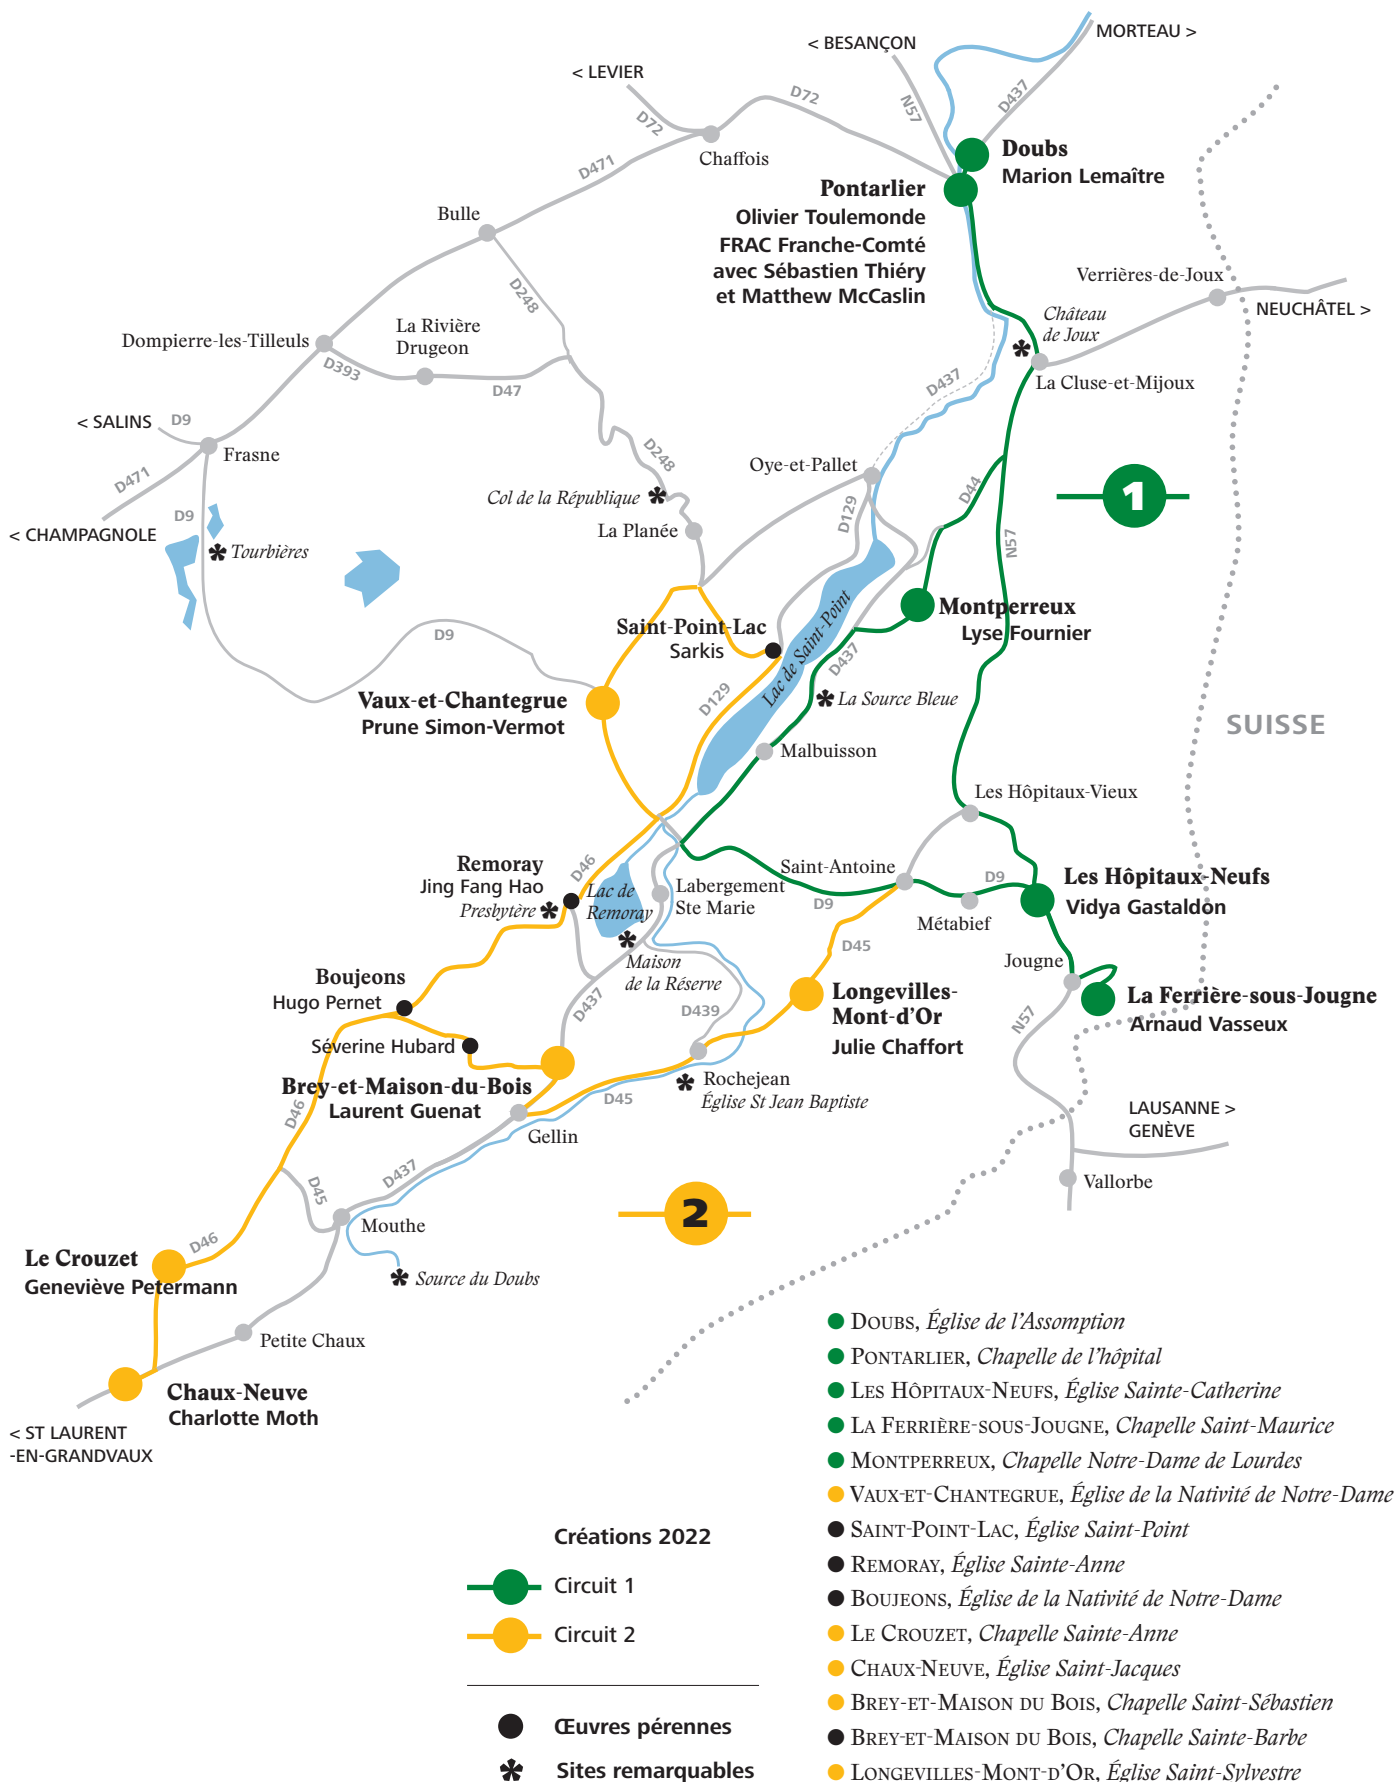 MORTEAU >
< BESANÇON
< LEVIER
D72
D72
N57
D437
Chaffois
D471
Doubs
Marion Lemaître
Pontarlier
Olivier Toulemonde
FRAC Franche-Comté
avec Sébastien Thiéry
et Matthew McCaslin
Bulle
D248
Verrières-de-Joux
NEUCHÂTEL >
Château
de Joux
La Rivière
Drugeon
Dompierre-les-Tilleuls
D393
D47
D437
La Cluse-et-Mijoux
< SALINS
D9
Frasne
D471
D248
Oye-et-Pallet
Col de la République
D44
D129
1
D9
< CHAMPAGNOLE
La Planée
N57
Tourbières
Montperreux
Lyse Fournier
Saint-Point-Lac
Sarkis
D9
Lac de Saint-Point
D437
Vaux-et-Chantegrue
Prune Simon-Vermot
D129
La Source Bleue
SUISSE
Malbuisson
Les Hôpitaux-Vieux
Remoray
Jing Fang Hao
Presbytère
D46
Lac de
Remoray
Saint-Antoine
Labergement
Ste Marie
D9
D9
Les Hôpitaux-Neufs
Vidya Gastaldon
Métabief
D45
Maison
de la Réserve
Jougne
Boujeons
Hugo Pernet
D437
D439
Longevilles-
Mont-d’Or
Julie Chaffort
La Ferrière-sous-Jougne
Arnaud Vasseux
N57
Séverine Hubard
Brey-et-Maison-du-Bois
Laurent Guenat
Rochejean
Église St Jean Baptiste
D45
D46
Gellin
LAUSANNE >
GENÈVE
D437
D45
Vallorbe
2
Mouthe
D46
Le Crouzet
Geneviève Petermann
Source du Doubs
Petite Chaux
Chaux-Neuve
Charlotte Moth
< ST LAURENT
-EN-GRANDVAUX
Créations 2022
Circuit 1
Circuit 2
Œuvres pérennes
Sites remarquables
DOUBS, Église de l’Assomption
PONTARLIER, Chapelle de l’hôpital
LES HÔPITAUX-NEUFS, Église Sainte-Catherine
LA FERRIÈRE-SOUS-JOUGNE, Chapelle Saint-Maurice
MONTPERREUX, Chapelle Notre-Dame de Lourdes
VAUX-ET-CHANTEGRUE, Église de la Nativité de Notre-Dame
SAINT-POINT-LAC, Église Saint-Point
REMORAY, Église Sainte-Anne
BOUJEONS, Église de la Nativité de Notre-Dame
LE CROUZET, Chapelle Sainte-Anne
CHAUX-NEUVE, Église Saint-Jacques
BREY-ET-MAISON DU BOIS, Chapelle Saint-Sébastien
BREY-ET-MAISON DU BOIS, Chapelle Sainte-Barbe
LONGEVILLES-MONT-D’OR, Église Saint-Sylvestre